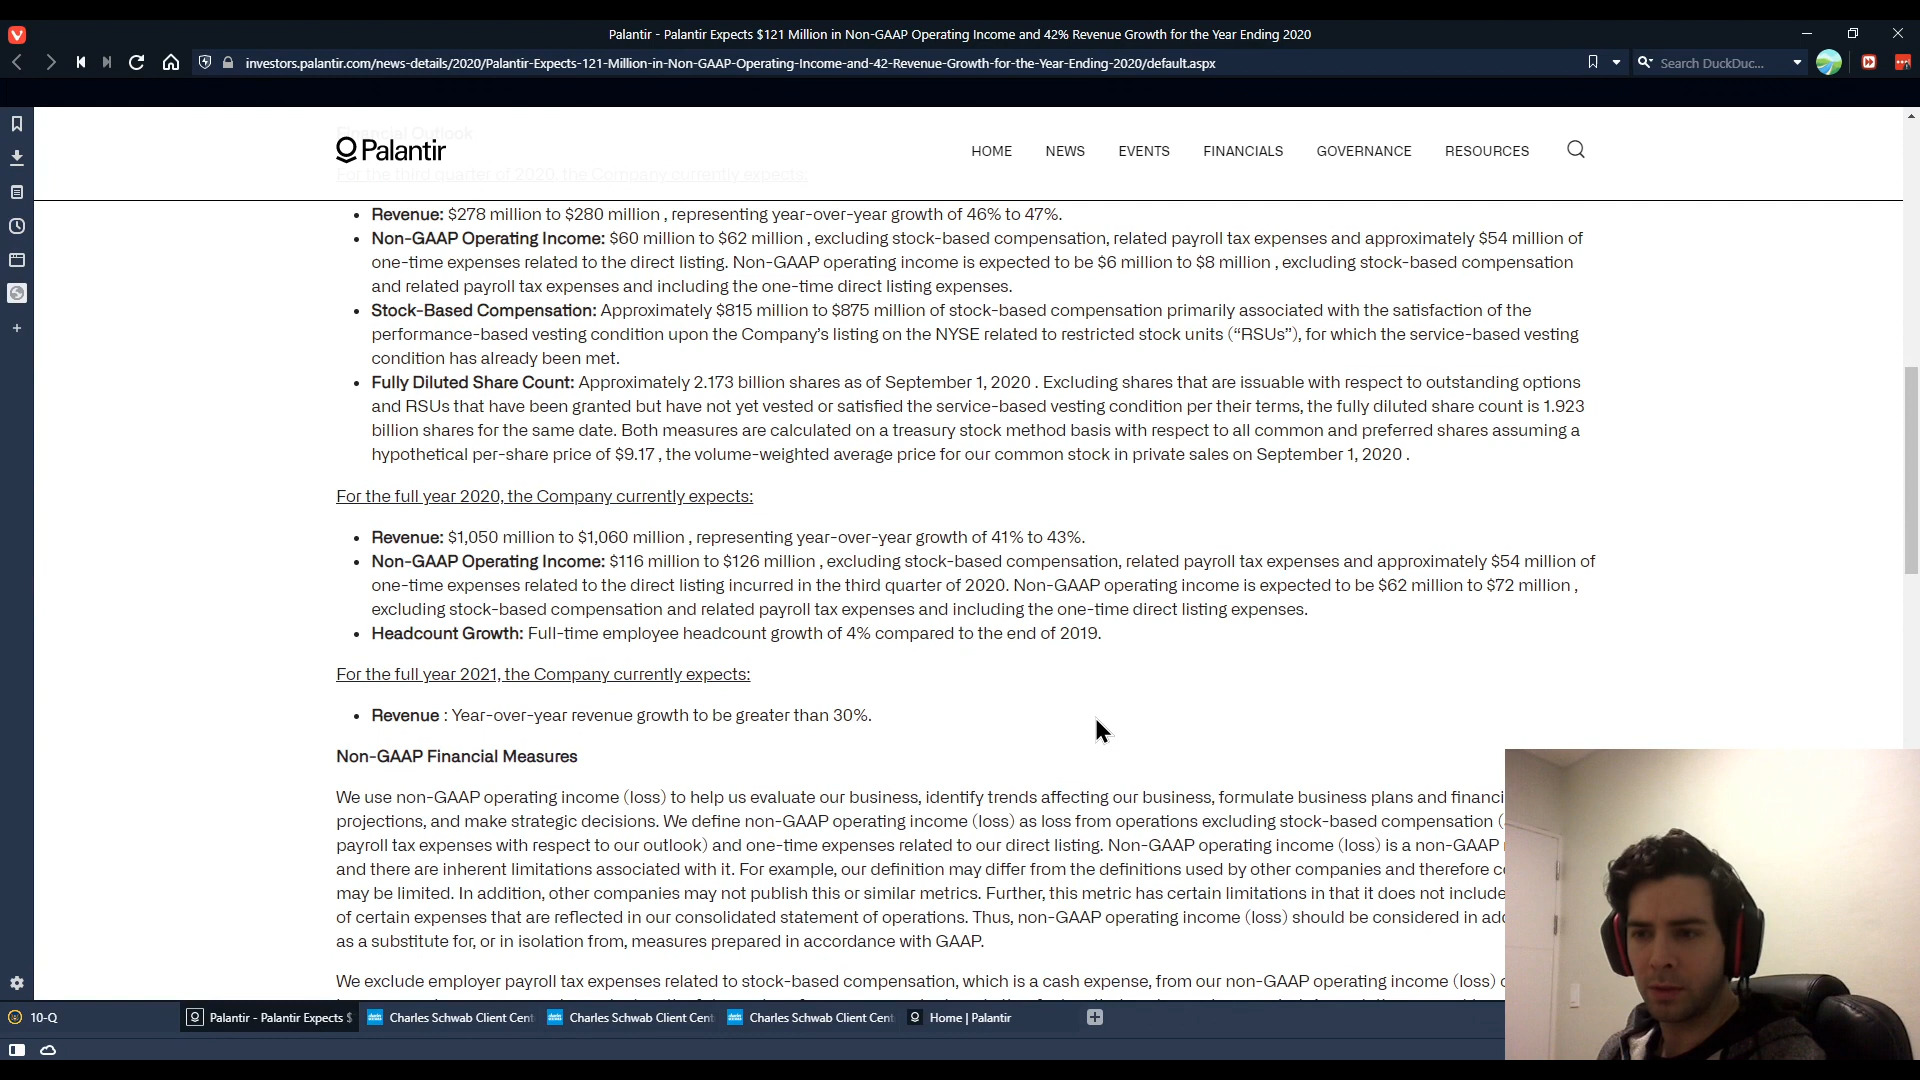 Palantir - Palantir Expects $121 Million in Non-GAAP Operating Income and 42% Revenue Growth for the Year Ending 2020
investors.palantir.com/news-details/2020/Palantir-Expects-121-Million-in-Non-GAAP-Operating-Income-and-42-Revenue-Growth-for-the-Year-Ending-2020/default.aspx
Search DuckDuc...
Financial Outlook
Palantir
HOME NEWS EVENTS FINANCIALS GOVERNANCE RESOURCES
For the third quarter of 2020, the Company currently expects:
• Revenue: $278 million to $280 million , representing year-over-year growth of 46% to 47%.
• Non-GAAP Operating Income: $60 million to $62 million , excluding stock-based compensation, related payroll tax expenses and approximately $54 million of
one-time expenses related to the direct listing. Non-GAAP operating income is expected to be $6 million to $8 million , excluding stock-based compensation
and related payroll tax expenses and including the one-time direct listing expenses.
• Stock-Based Compensation: Approximately $815 million to $875 million of stock-based compensation primarily associated with the satisfaction of the
performance-based vesting condition upon the Company's listing on the NYSE related to restricted stock units (“RSUs”), for which the service-based vesting
condition has already been met.
• Fully Diluted Share Count: Approximately 2.173 billion shares as of September 1, 2020 . Excluding shares that are issuable with respect to outstanding options
and RSUs that have been granted but have not yet vested or satisfied the service-based vesting condition per their terms, the fully diluted share count is 1.923
billion shares for the same date. Both measures are calculated on a treasury stock method basis with respect to all common and preferred shares assuming a
hypothetical per-share price of $9.17 , the volume-weighted average price for our common stock in private sales on September 1, 2020 .
For the full year 2020, the Company currently expects:
• Revenue: $1,050 million to $1,060 million , representing year-over-year growth of 41% to 43%.
• Non-GAAP Operating Income: $116 million to $126 million , excluding stock-based compensation, related payroll tax expenses and approximately $54 million of
one-time expenses related to the direct listing incurred in the third quarter of 2020. Non-GAAP operating income is expected to be $62 million to $72 million ,
excluding stock-based compensation and related payroll tax expenses and including the one-time direct listing expenses.
• Headcount Growth: Full-time employee headcount growth of 4% compared to the end of 2019.
For the full year 2021, the Company currently expects:
• Revenue : Year-over-year revenue growth to be greater than 30%.
Non-GAAP Financial Measures
We use non-GAAP operating income (loss) to help us evaluate our business, identify trends affecting our business, formulate business plans and financi
projections, and make strategic decisions. We define non-GAAP operating income (loss) as loss from operations excluding stock-based compensation (
payroll tax expenses with respect to our outlook) and one-time expenses related to our direct listing. Non-GAAP operating income (loss) is a non-GAAP
and there are inherent limitations associated with it. For example, our definition may differ from the definitions used by other companies and therefore c
may be limited. In addition, other companies may not publish this or similar metrics. Further, this metric has certain limitations in that it does not include
of certain expenses that are reflected in our consolidated statement of operations. Thus, non-GAAP operating income (loss) should be considered in ad
as a substitute for, or in isolation from, measures prepared in accordance with GAAP.
We exclude employer payroll tax expenses related to stock-based compensation, which is a cash expense, from our non-GAAP operating income (loss)
10-Q
Palantir - Palantir Expects $
Charles Schwab Client Cent
Charles Schwab Client Cent
Charles Schwab Client Cent
Home | Palantir